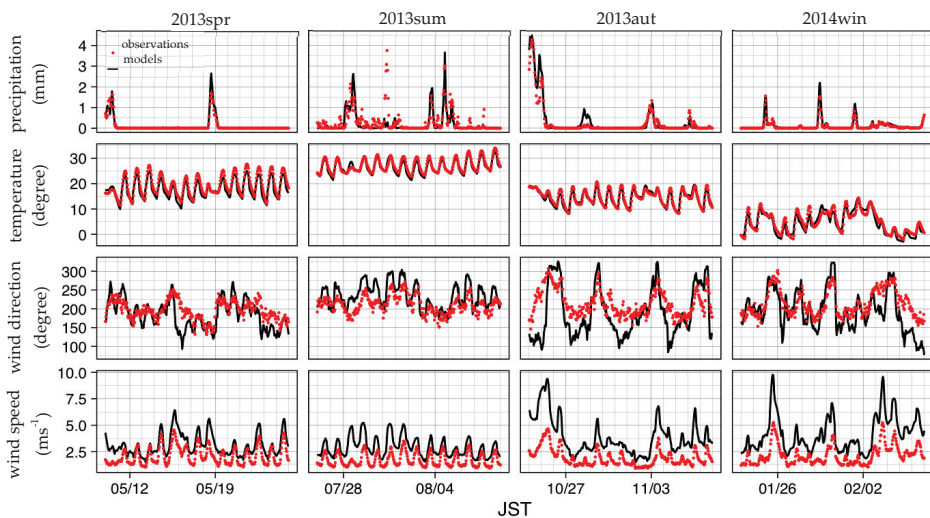 2013spr 2013sum 2013aut 2014win
precipitation
(mm)
4
3
2
1
0
observations
models
temperature
(degree)
30
20
10
0
wind direction
(degree)
300
250
200
150
100
wind speed
(ms⁻¹)
10.0
7.5
5.0
2.5
05/12 05/19 07/28 08/04 10/27 11/03 01/26 02/02
JST